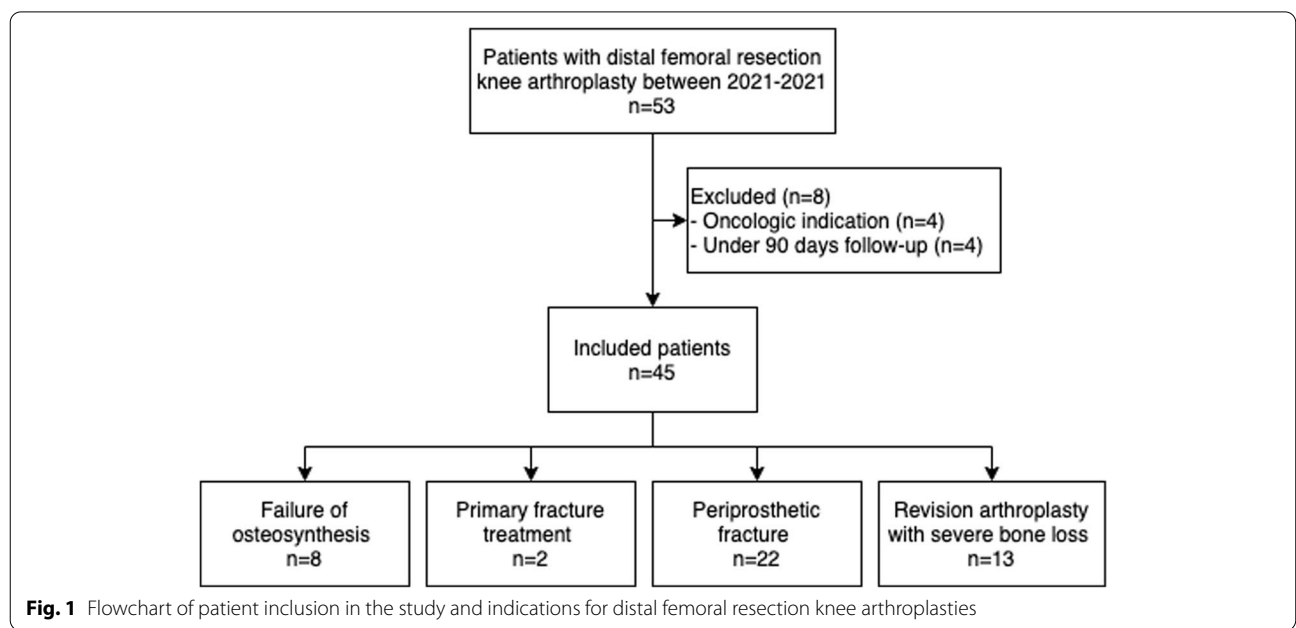 Patients with distal femoral resection
knee arthroplasty between 2021-2021
n=53
Excluded (n=8)
- Oncologic indication (n=4)
- Under 90 days follow-up (n=4)
Included patients
n=45
Failure of
osteosynthesis
n=8
Primary fracture
treatment
n=2
Periprosthetic
fracture
n=22
Revision arthroplasty
with severe bone loss
n=13
Fig. 1 Flowchart of patient inclusion in the study and indications for distal femoral resection knee arthroplasties